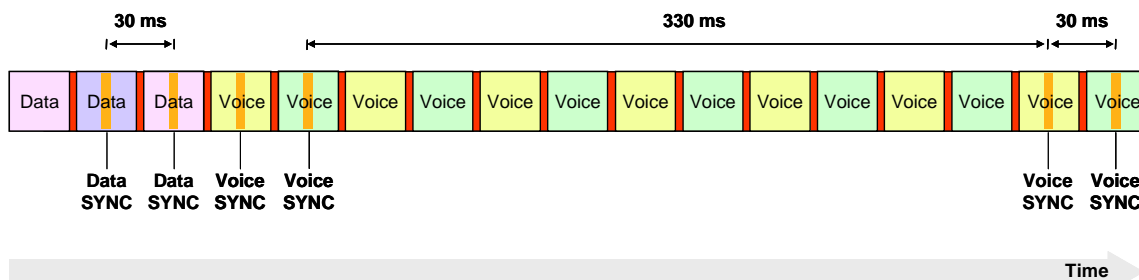 30 ms
330 ms
30 ms
Data Data Data Voice Voice Voice Voice Voice Voice Voice Voice Voice Voice Voice Voice Voice Voice
Data Data Voice Voice Voice Voice
SYNC SYNC SYNC SYNC SYNC SYNC
Time